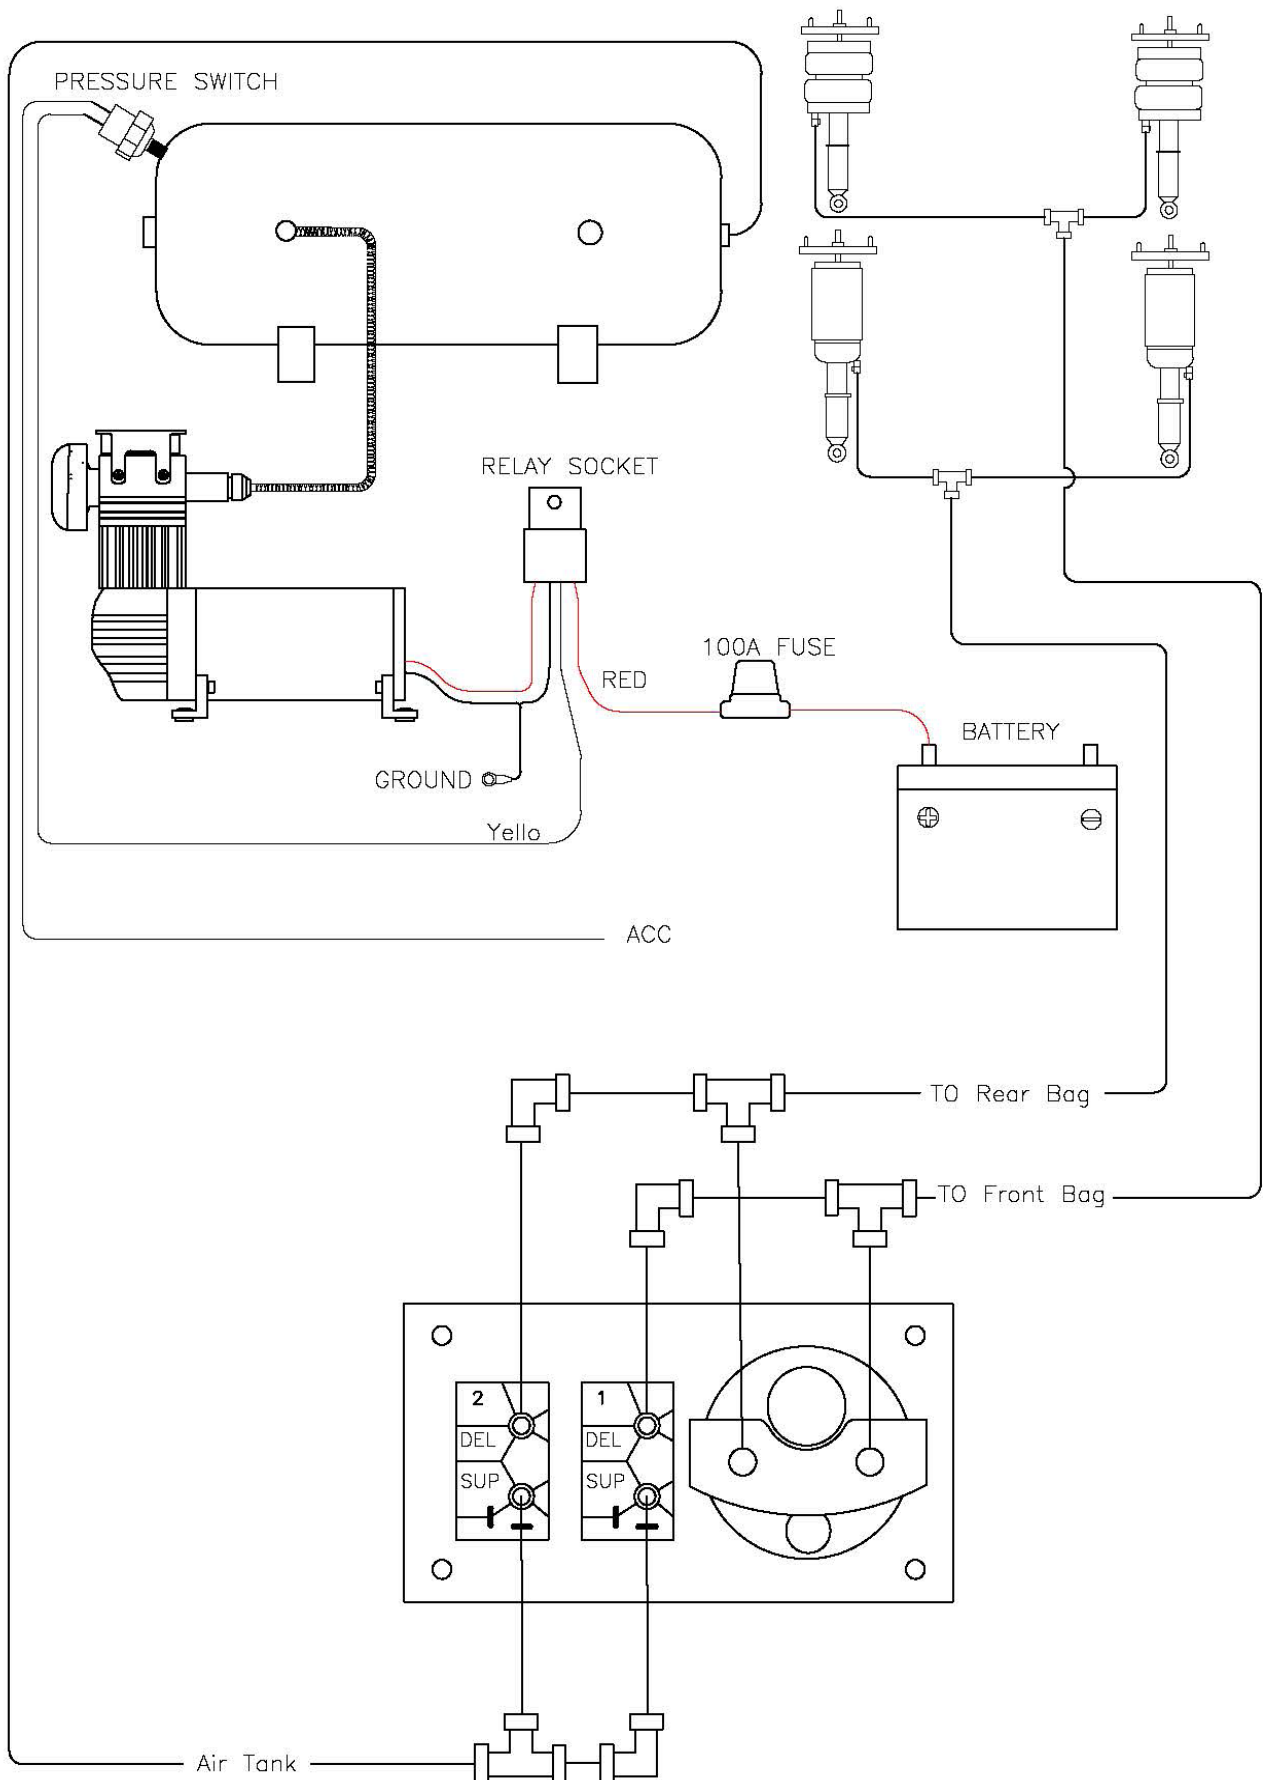 PRESSURE SWITCH
RELAY SOCKET
100A FUSE
RED
BATTERY
GROUND
Yello
ACC
TO Rear Bag
TO Front Bag
2
DEL
SUP
1
DEL
SUP
Air Tank